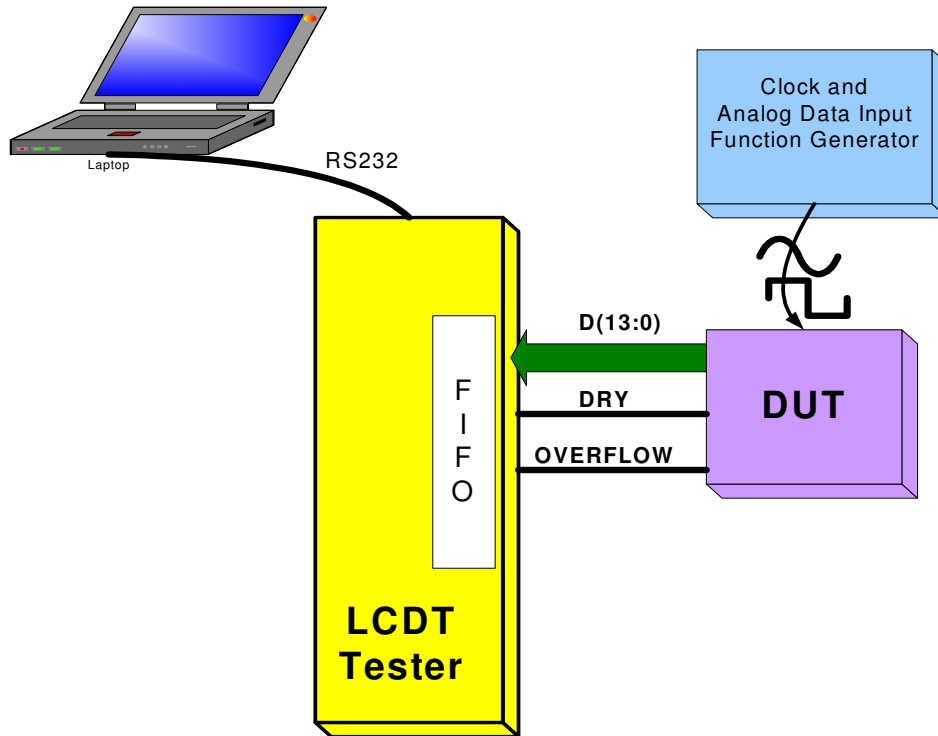 Laptop
RS232
Clock and
Analog Data Input
Function Generator
D(13:0)
DRY
OVERFLOW
DUT
F
I
F
O
LCDT
Tester